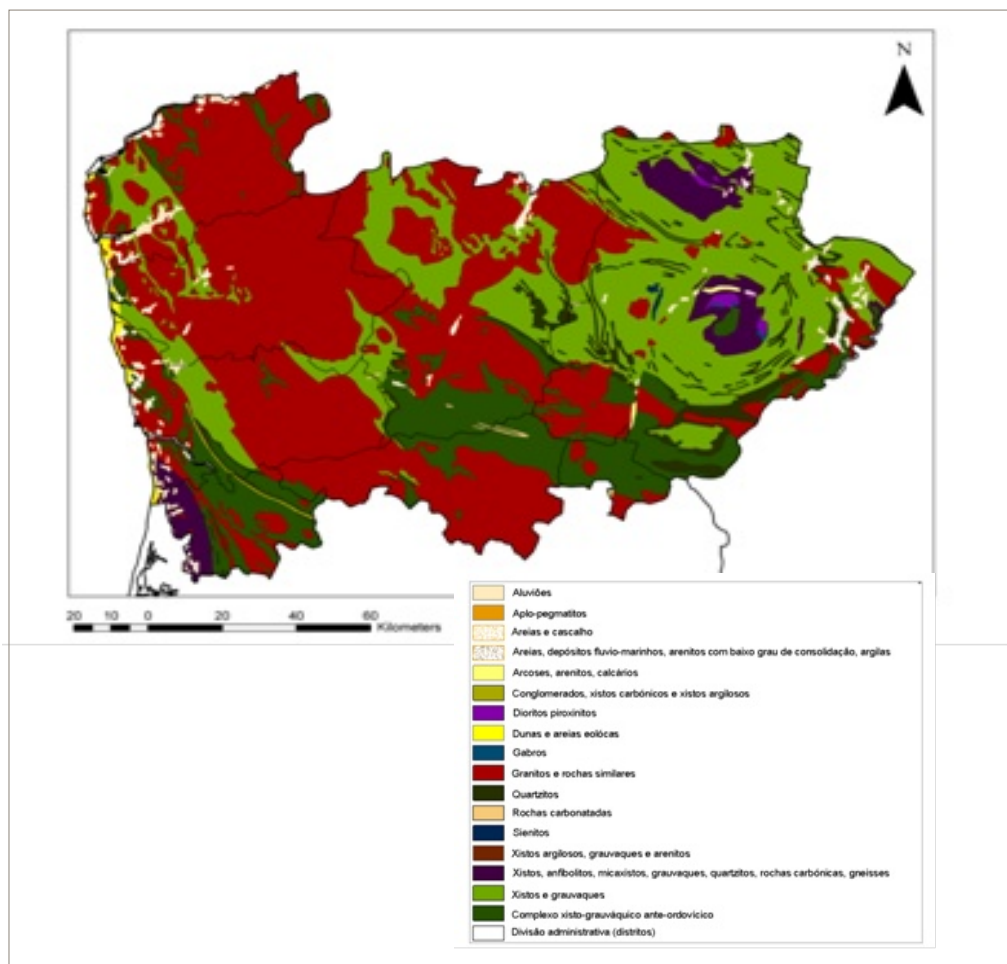 N
20 10 0 20 40 60
Kilometers
Aluviões
Aplo-pegmatitos
Areias e cascalho
Areias, depósitos fluvio-marinhos, arenitos com baixo grau de consolidação, argilas
Arcoses, arenitos, calcários
Conglomerados, xistos carbónicos e xistos argilosos
Dioritos piroxinitos
Dunas e areias eolócas
Gabros
Granitos e rochas similares
Quartzitos
Rochas carbonatadas
Sienitos
Xistos argilosos, grauvaques e arenitos
Xistos, anfibolitos, micaxistos, grauvaques, quartzitos, rochas carbónicas, gneisses
Xistos e grauvaques
Complexo xisto-grauváquico ante-ordovícico
Divisão administrativa (distritos)